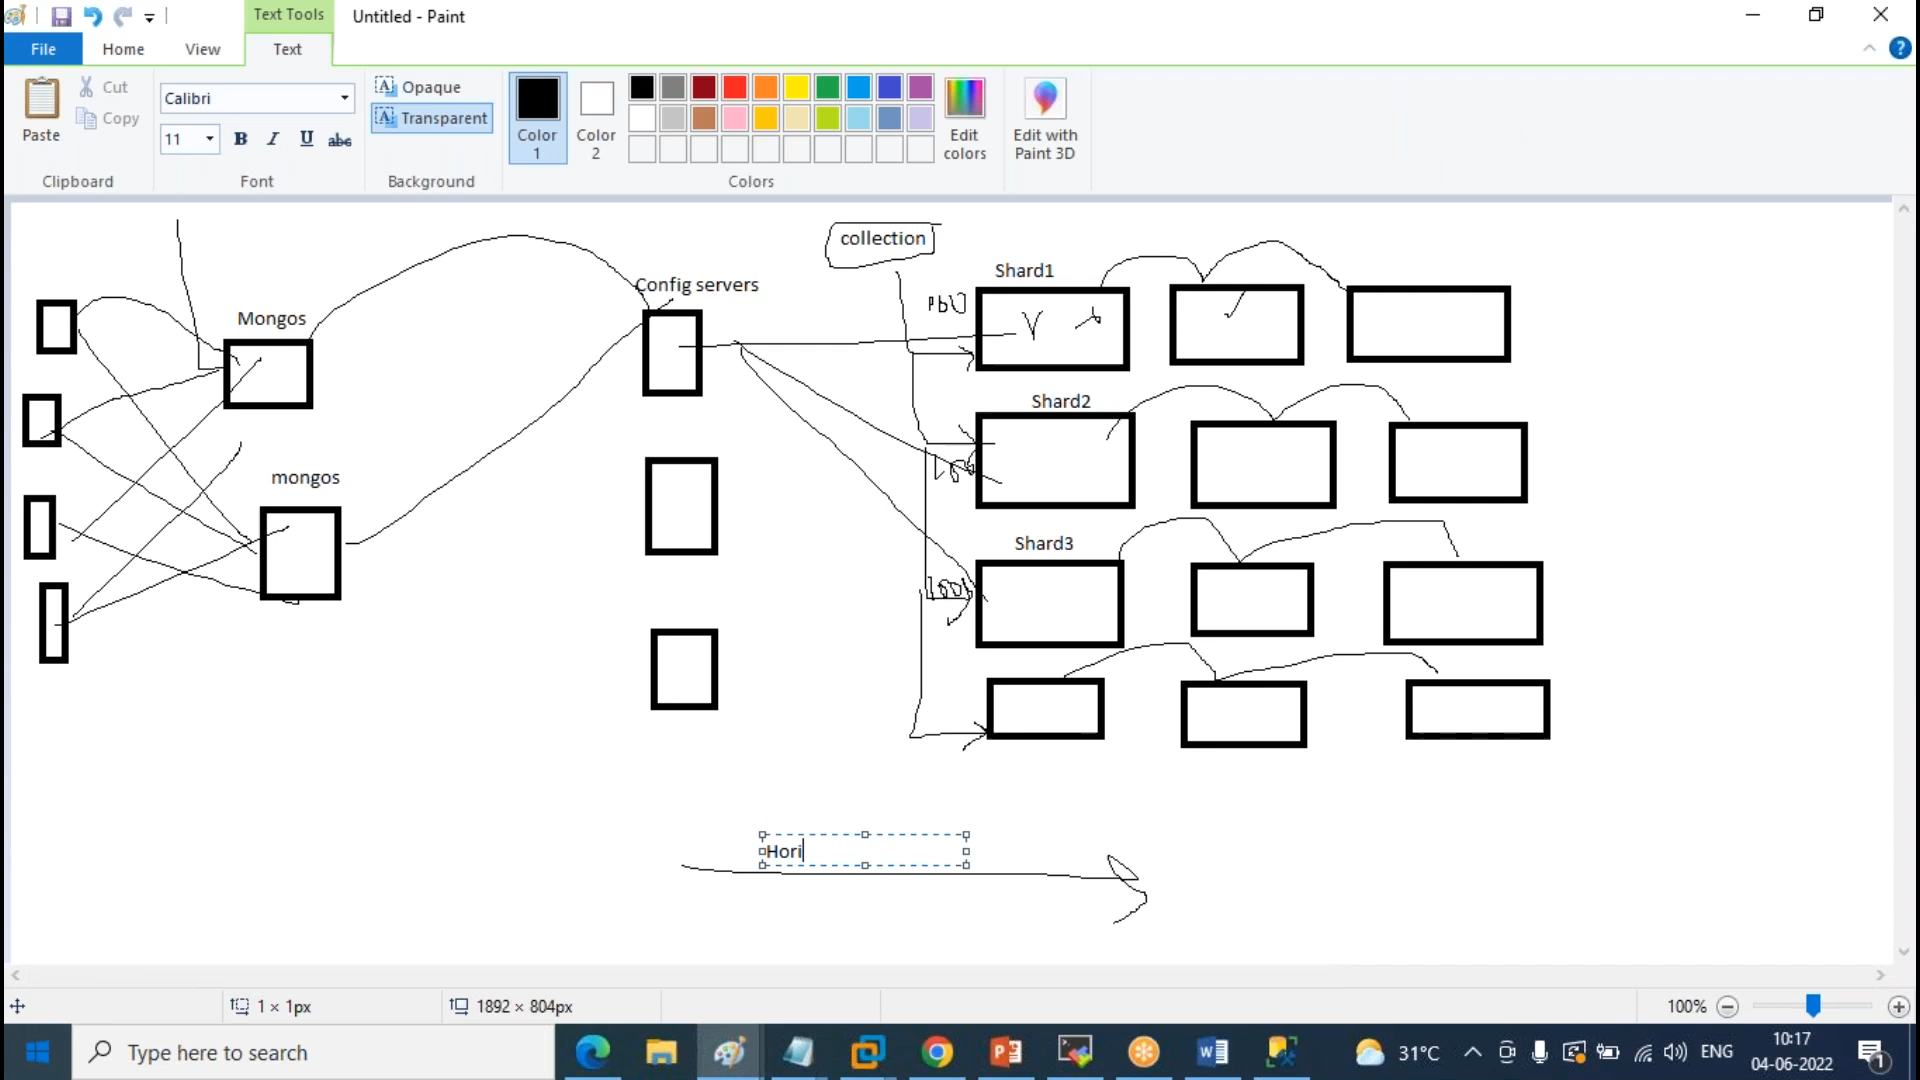 Text Tools
Untitled - Paint
File
Home
View
Text
Paste
Cut
Copy
Clipboard
Calibri
11
B I U abc
Font
Opaque
Transparent
Background
Color 1
Color 2
Edit colors
Colors
Edit with Paint 3D
collection
Config servers
Shard1
Mongos
Shard2
mongos
Shard3
Hori
1 × 1px
1892 × 804px
100%
Type here to search
31°C
ENG
10:17
04-06-2022
1